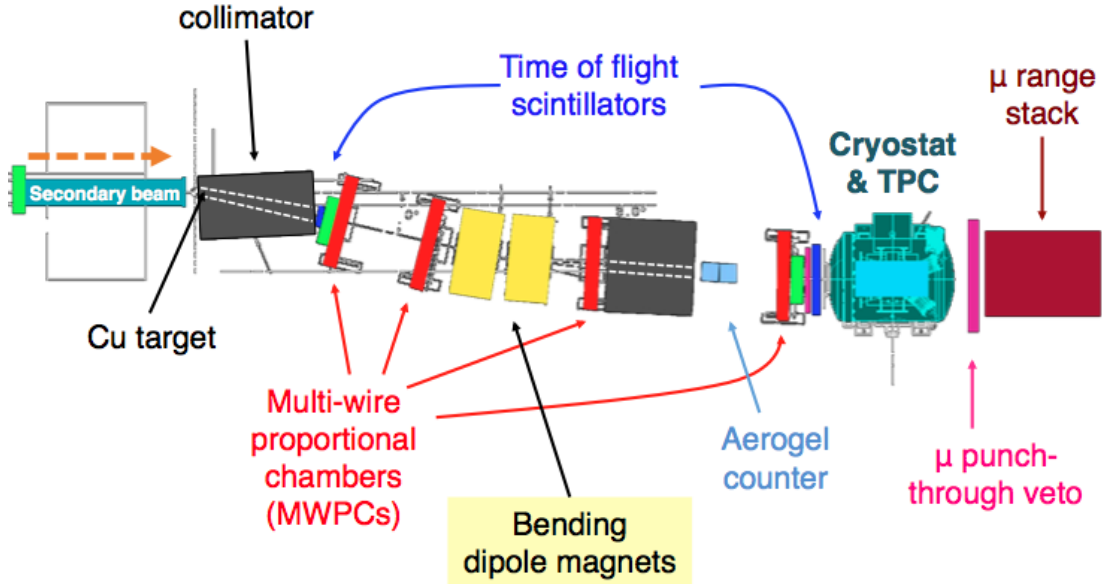 collimator
Time of flight
scintillators
μ range
stack
Cryostat
& TPC
Secondary beam
Cu target
Multi-wire
proportional
chambers
(MWPCs)
Bending
dipole magnets
Aerogel
counter
μ punch-
through veto